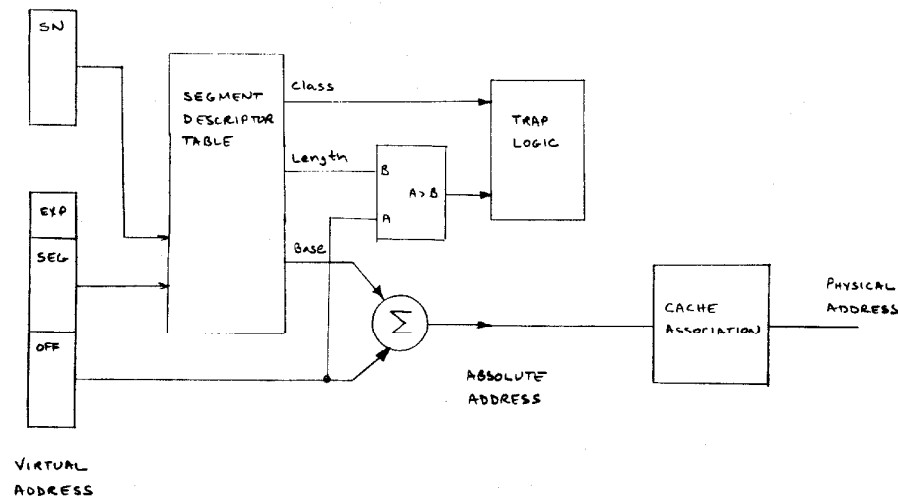 SN
SEGMENT
DESCRIPTOR
TABLE
Class
TRAP
LOGIC
Length
B
A>B
A
EXP
SEG
Base
OFF
Σ
CACHE
ASSOCIATION
PHYSICAL
ADDRESS
ABSOLUTE
ADDRESS
VIRTUAL
ADDRESS